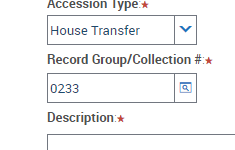 Accession Type:★
House Transfer
Record Group/Collection #:★
0233
Description:★